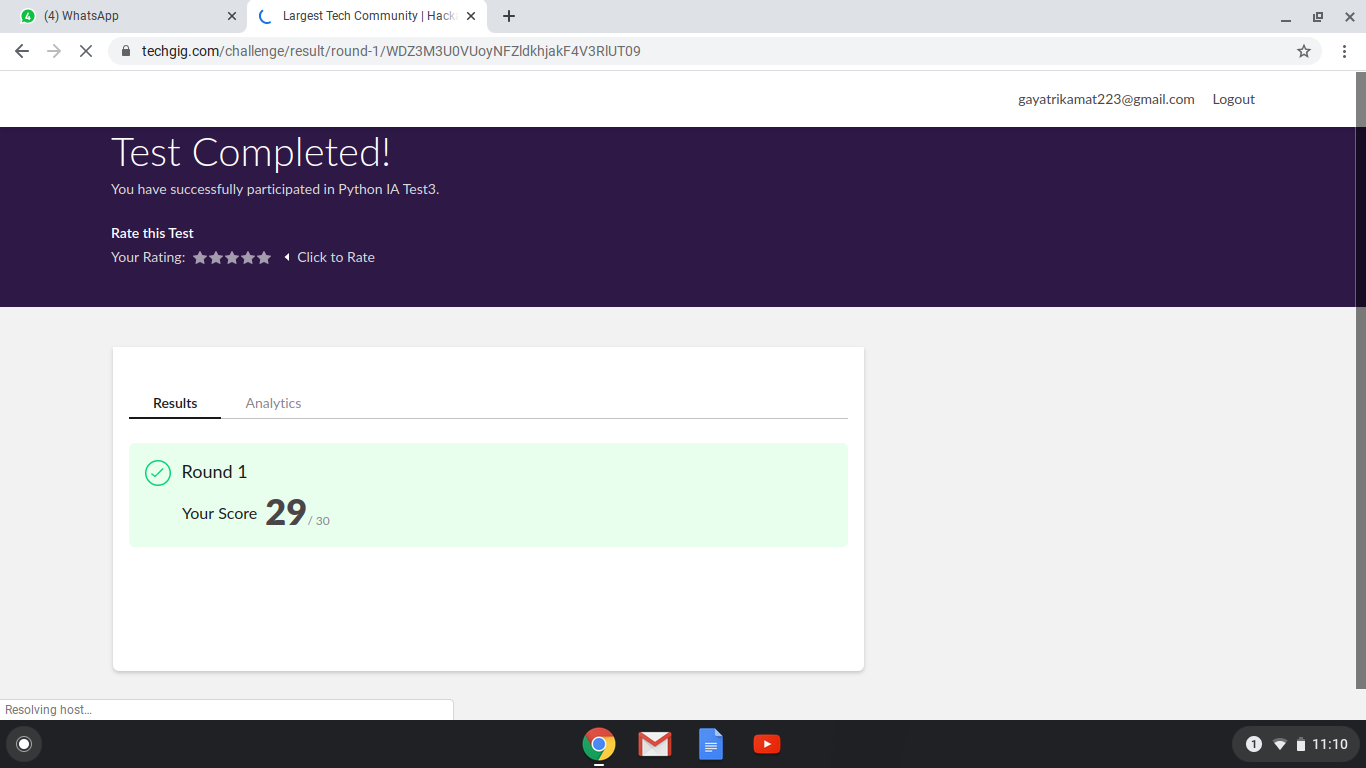 4 (4) WhatsApp
Largest Tech Community | Hack
techgig.com/challenge/result/round-1/WDZ3M3U0VUoyNFZldkhjakF4V3RlUT09
gayatrikamat223@gmail.com Logout
Test Completed!
You have successfully participated in Python IA Test3.
Rate this Test
Your Rating: Click to Rate
Results Analytics
Round 1
Your Score 29 / 30
Resolving host...
1 11:10